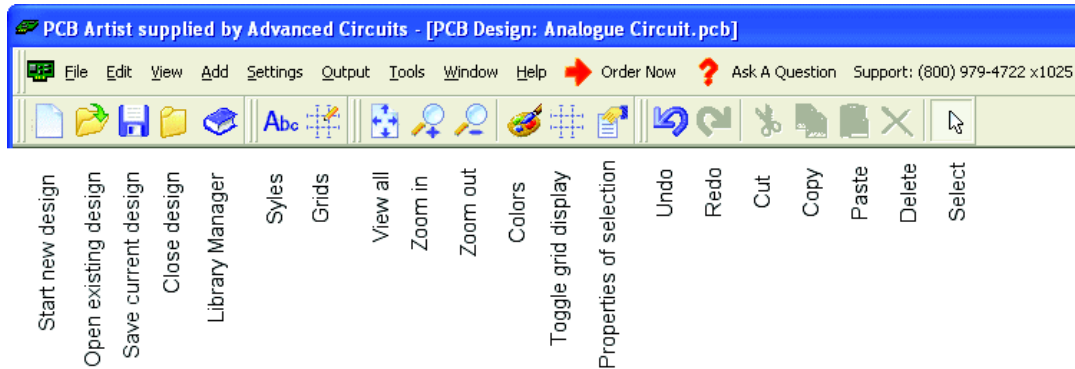 PCB Artist supplied by Advanced Circuits - [PCB Design: Analogue Circuit.pcb]
File Edit View Add Settings Output Tools Window Help Order Now ? Ask A Question Support: (800) 979-4722 x1025
Abc
Start new design
Open existing design
Save current design
Close design
Library Manager
Syles
Grids
View all
Zoom in
Zoom out
Colors
Toggle grid display
Properties of selection
Undo
Redo
Cut
Copy
Paste
Delete
Select